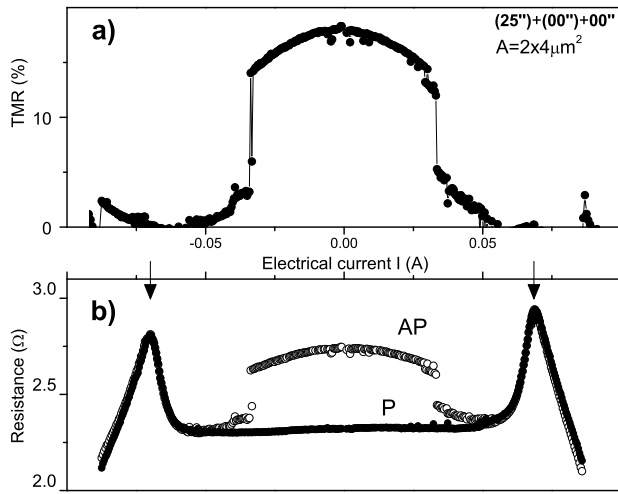 a)
(25")+(00")+00"
A=2x4μm²
TMR (%)
10
0
-0.05
0.00
0.05
Electrical current I (A)
b)
3.0
AP
Resistance (Ω)
2.5
P
2.0